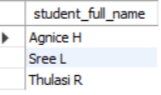 student_full_name
Agnice H
Sree L
Thulasi R